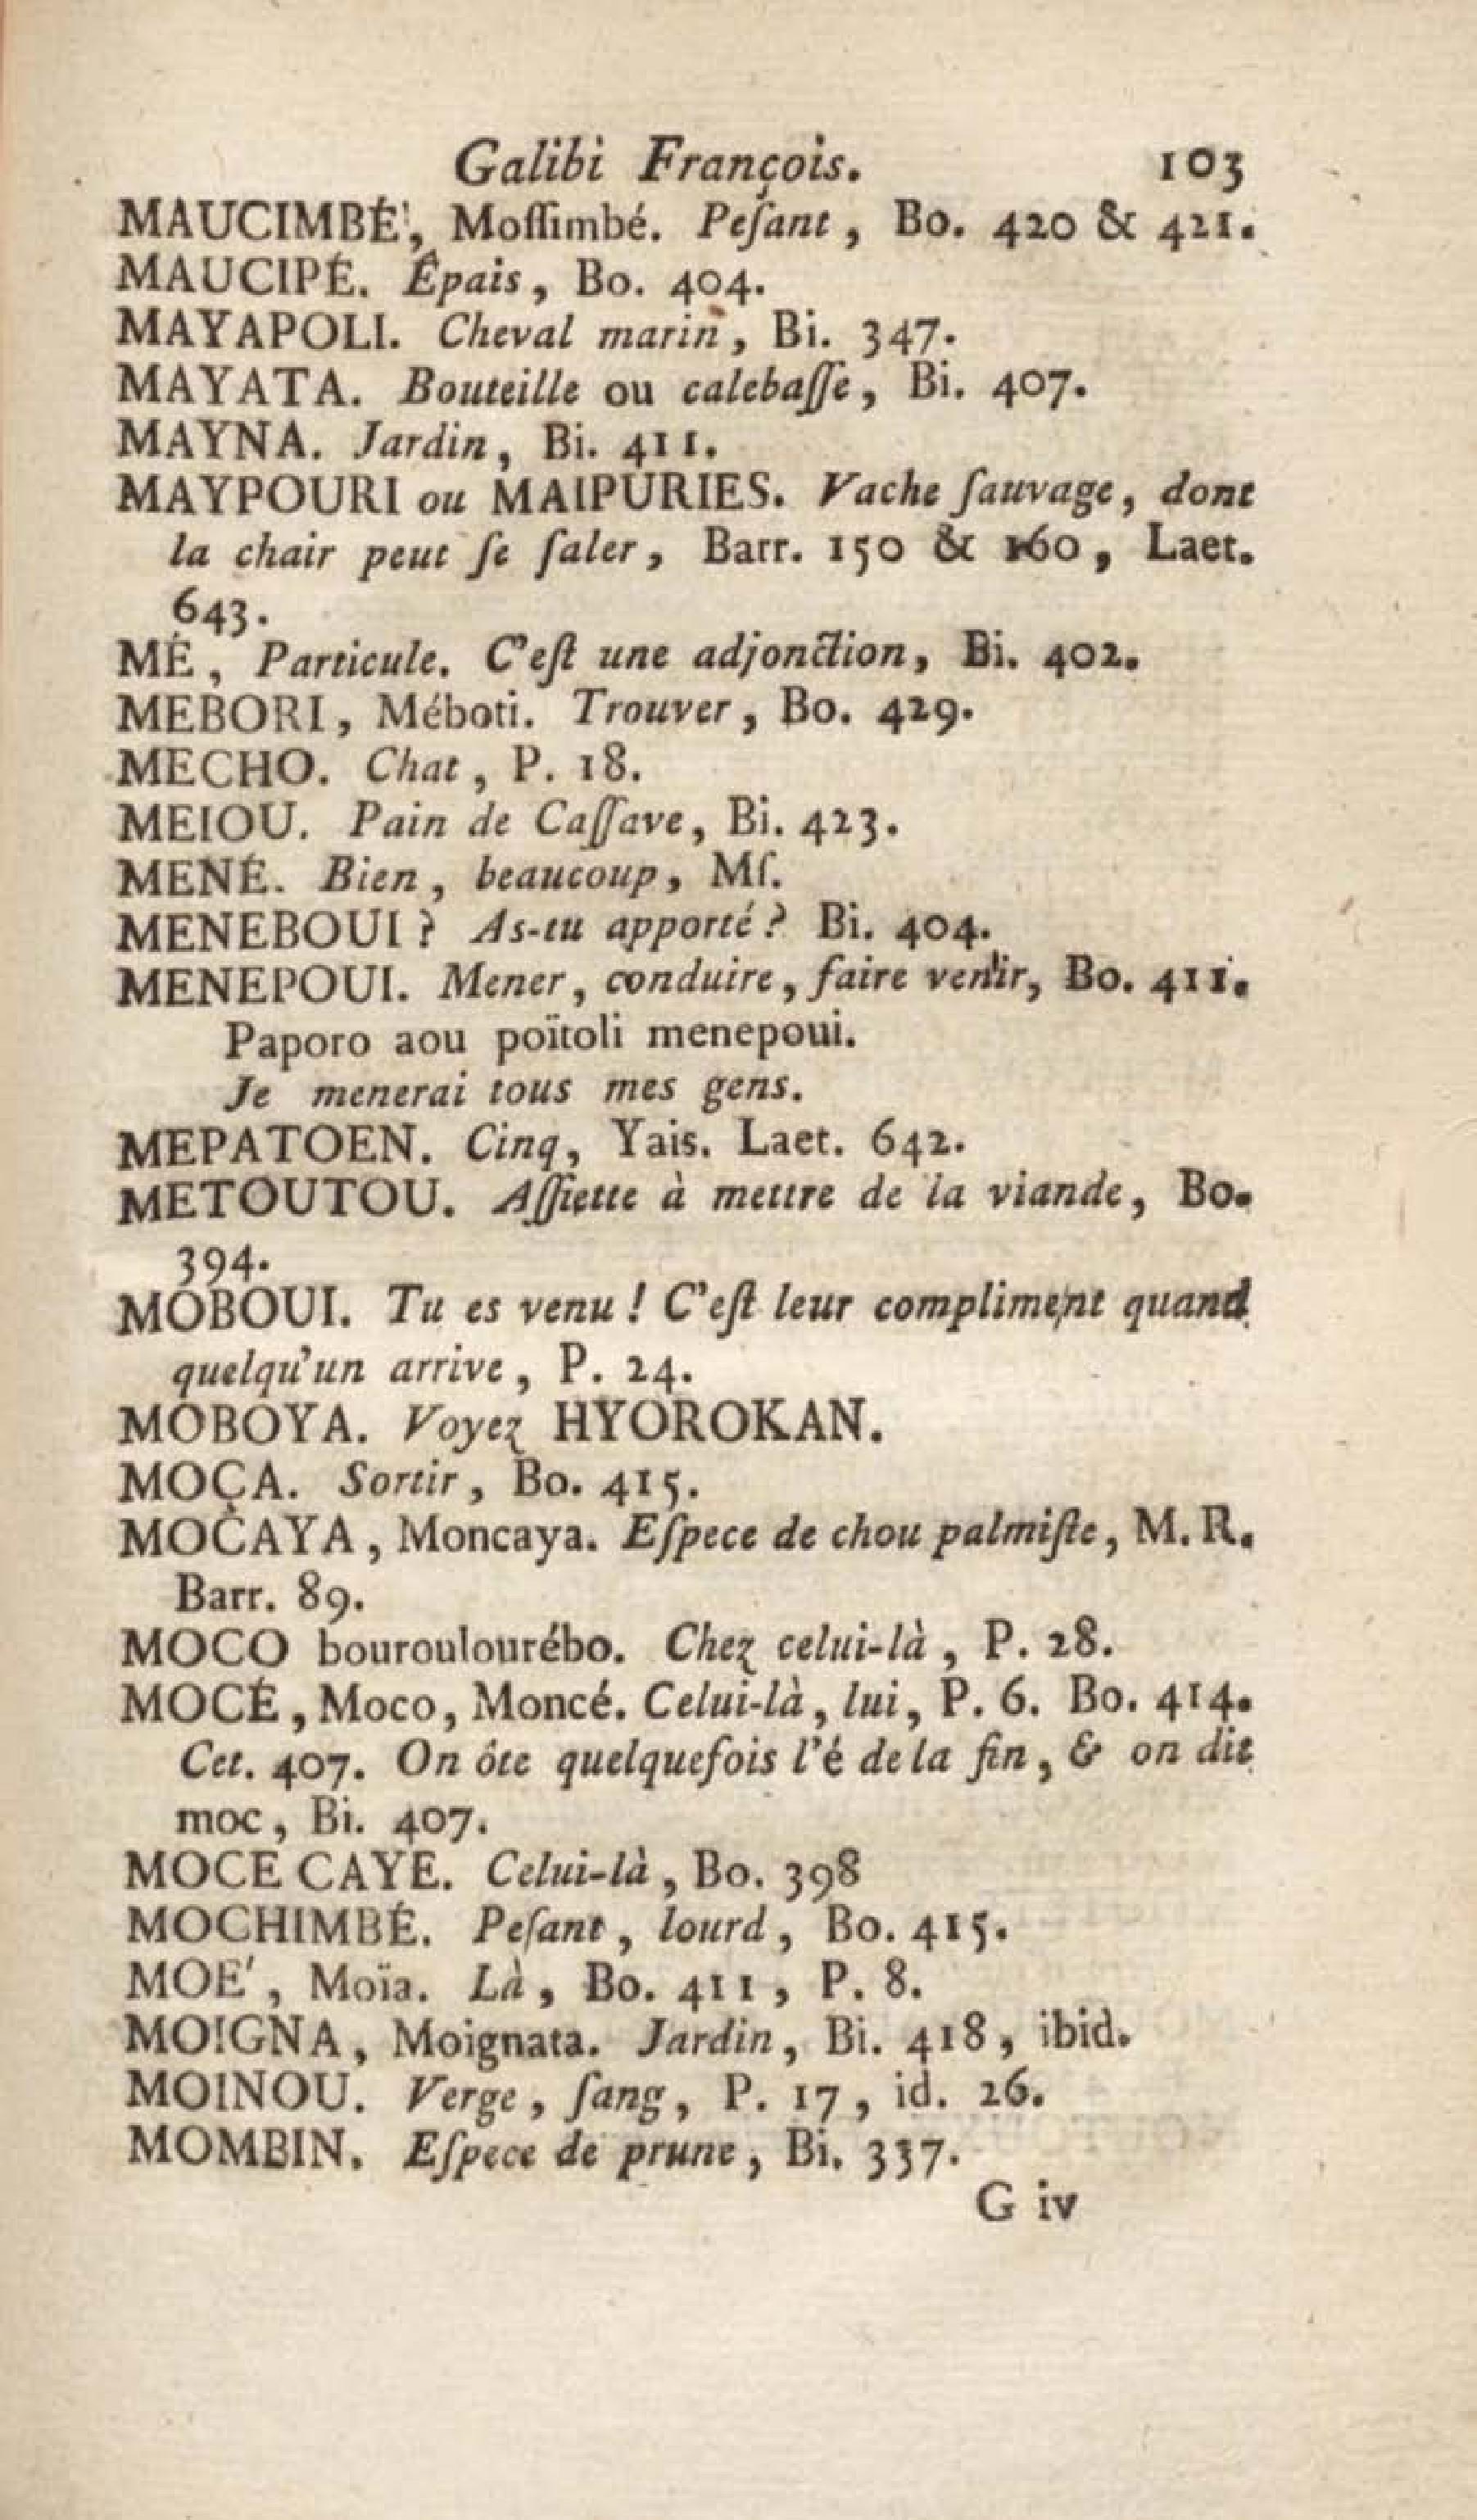 Galibi François. 103
MAUCIMBÉ, Moſſimbé. Peſant, Bo. 420 & 421.
MAUCIPÉ. Épais, Bo. 404.
MAYAPOLI. Cheval marin, Bi. 347.
MAYATA. Bouteille ou calebaſſe, Bi. 407.
MAYNA. Jardin, Bi. 411.
MAYPOURI ou MAIPURIES. Vache ſauvage, dont
la chair peut ſe ſaler, Barr. 150 & 160, Laet.
643.
MÉ, Particule. C'eſt une adjonction, Bi. 402.
MEBORI, Méboti. Trouver, Bo. 429.
MECHO. Chat, P. 18.
MEIOU. Pain de Caſſave, Bi. 423.
MENÉ. Bien, beaucoup, Mſ.
MENEBOUI? As-tu apporté? Bi. 404.
MENEPOUI. Mener, conduire, faire venir, Bo. 411.
Paporo aou poïtoli menepoui.
Je menerai tous mes gens.
MEPATOEN. Cinq, Yais. Laet. 642.
METOUTOU. Aſſiette à mettre de la viande, Bo.
394.
MOBOUI. Tu es venu! C'eſt leur compliment quand
quelqu'un arrive, P. 24.
MOBOYA. Voyez HYOROKAN.
MOÇA. Sortir, Bo. 415.
MOCAYA, Moncaya. Eſpece de chou palmiſte, M. R.
Barr. 89.
MOCO bouroulourébo. Chez celui-là, P. 28.
MOCÉ, Moco, Moncé. Celui-là, lui, P. 6. Bo. 414.
Cet. 407. On ôte quelquefois l'é de la fin, & on dit
moc, Bi. 407.
MOCE CAYE. Celui-là, Bo. 398
MOCHIMBÉ. Peſant, lourd, Bo. 415.
MOE', Moïa. Là, Bo. 411, P. 8.
MOIGNA, Moignata. Jardin, Bi. 418, ibid.
MOINOU. Verge, ſang, P. 17, id. 26.
MOMBIN. Eſpece de prune, Bi. 337.
G iv